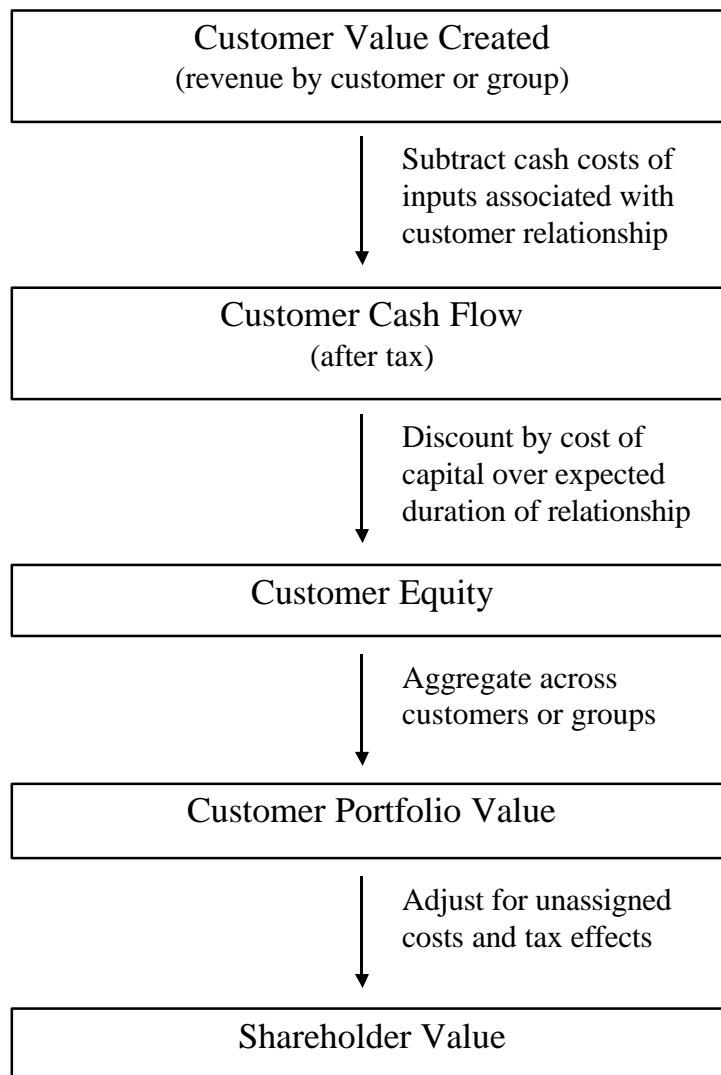 Customer Value Created
(revenue by customer or group)
Subtract cash costs of
inputs associated with
customer relationship
Customer Cash Flow
(after tax)
Discount by cost of
capital over expected
duration of relationship
Customer Equity
Aggregate across
customers or groups
Customer Portfolio Value
Adjust for unassigned
costs and tax effects
Shareholder Value